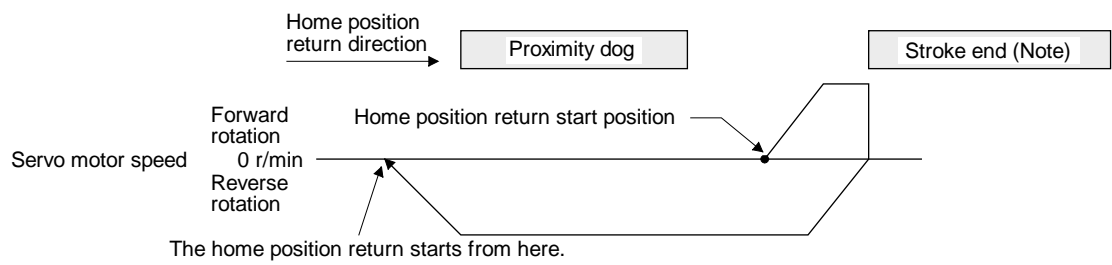 Home position
return direction
Proximity dog
Stroke end (Note)
Forward
rotation
Home position return start position
Servo motor speed
0 r/min
Reverse
rotation
The home position return starts from here.